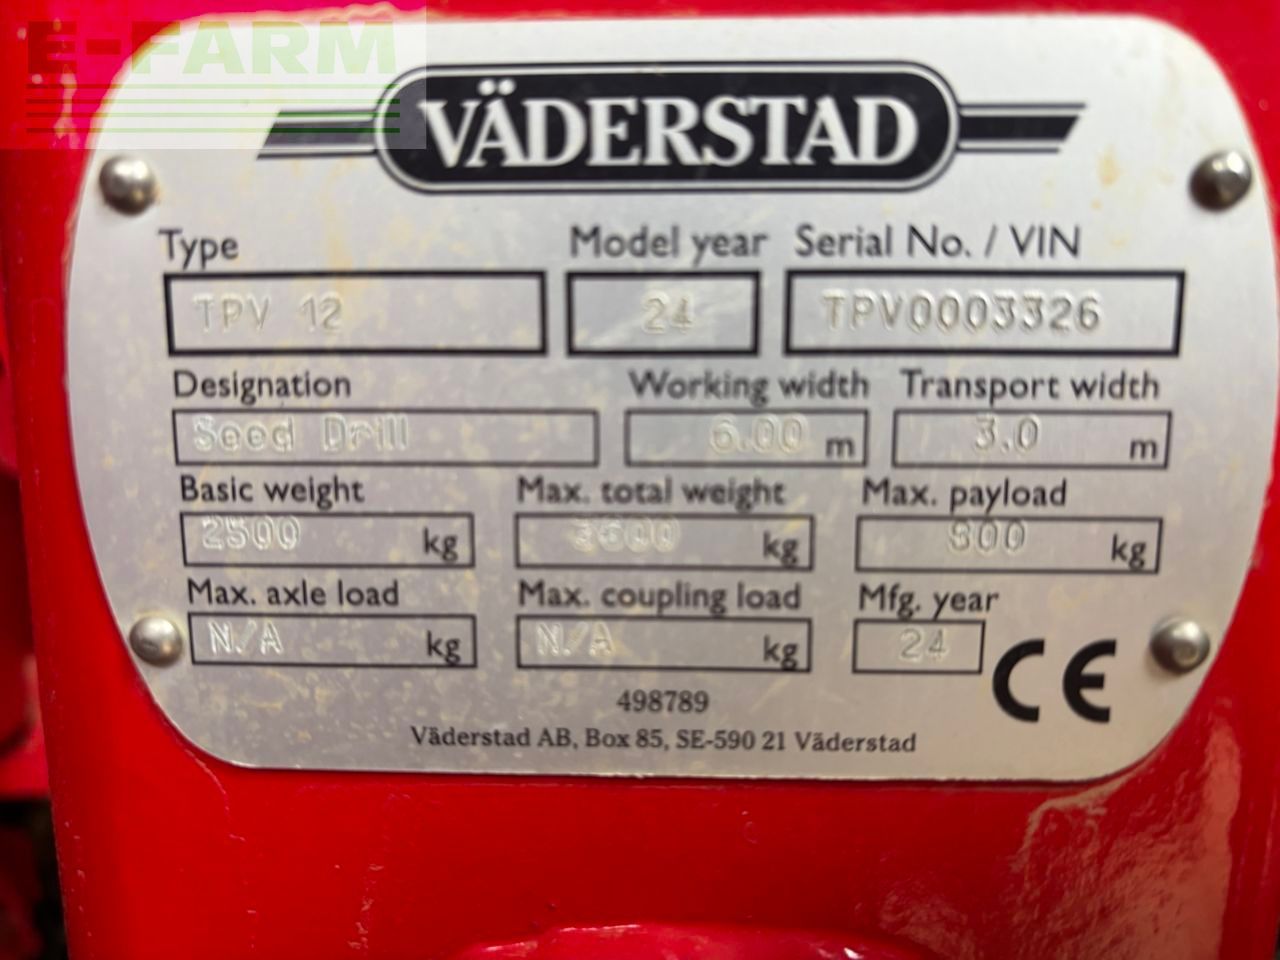 E-FARM
VÄDERSTAD
Type Model year Serial No. / VIN
TPV 12 24 TPV0003326
Designation Working width Transport width
Seed Drill 6.00 m 3.0 m
Basic weight Max. total weight Max. payload
2500 kg kg kg
Max. axle load Max. coupling load Mfg. year
N/A kg N/A kg 24
CE
498789
Väderstad AB, Box 85, SE-590 21 Väderstad